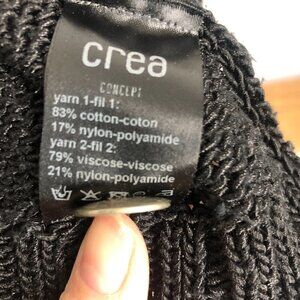 crea
CONCEPT
yarn 1-fil 1:
83% cotton-coton
17% nylon-polyamide
yarn 2-fil 2:
79% viscose-viscose
21% nylon-polyamide